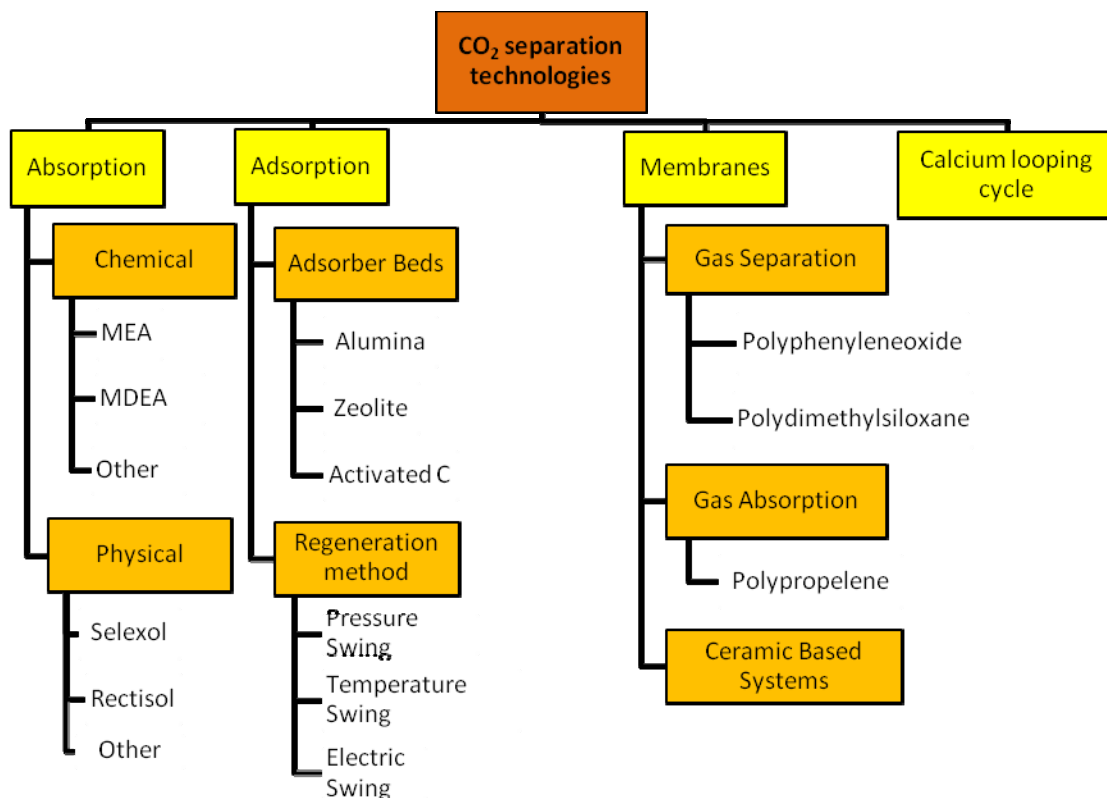 CO₂ separation
technologies
Absorption
Chemical
MEA
MDEA
Other
Physical
Selexol
Rectisol
Other
Adsorption
Adsorber Beds
Alumina
Zeolite
Activated C
Regeneration
method
Pressure
Swing
Temperature
Swing
Electric
Swing
Membranes
Gas Separation
Polyphenyleneoxide
Polydimethylsiloxane
Gas Absorption
Polypropelene
Ceramic Based
Systems
Calcium looping
cycle